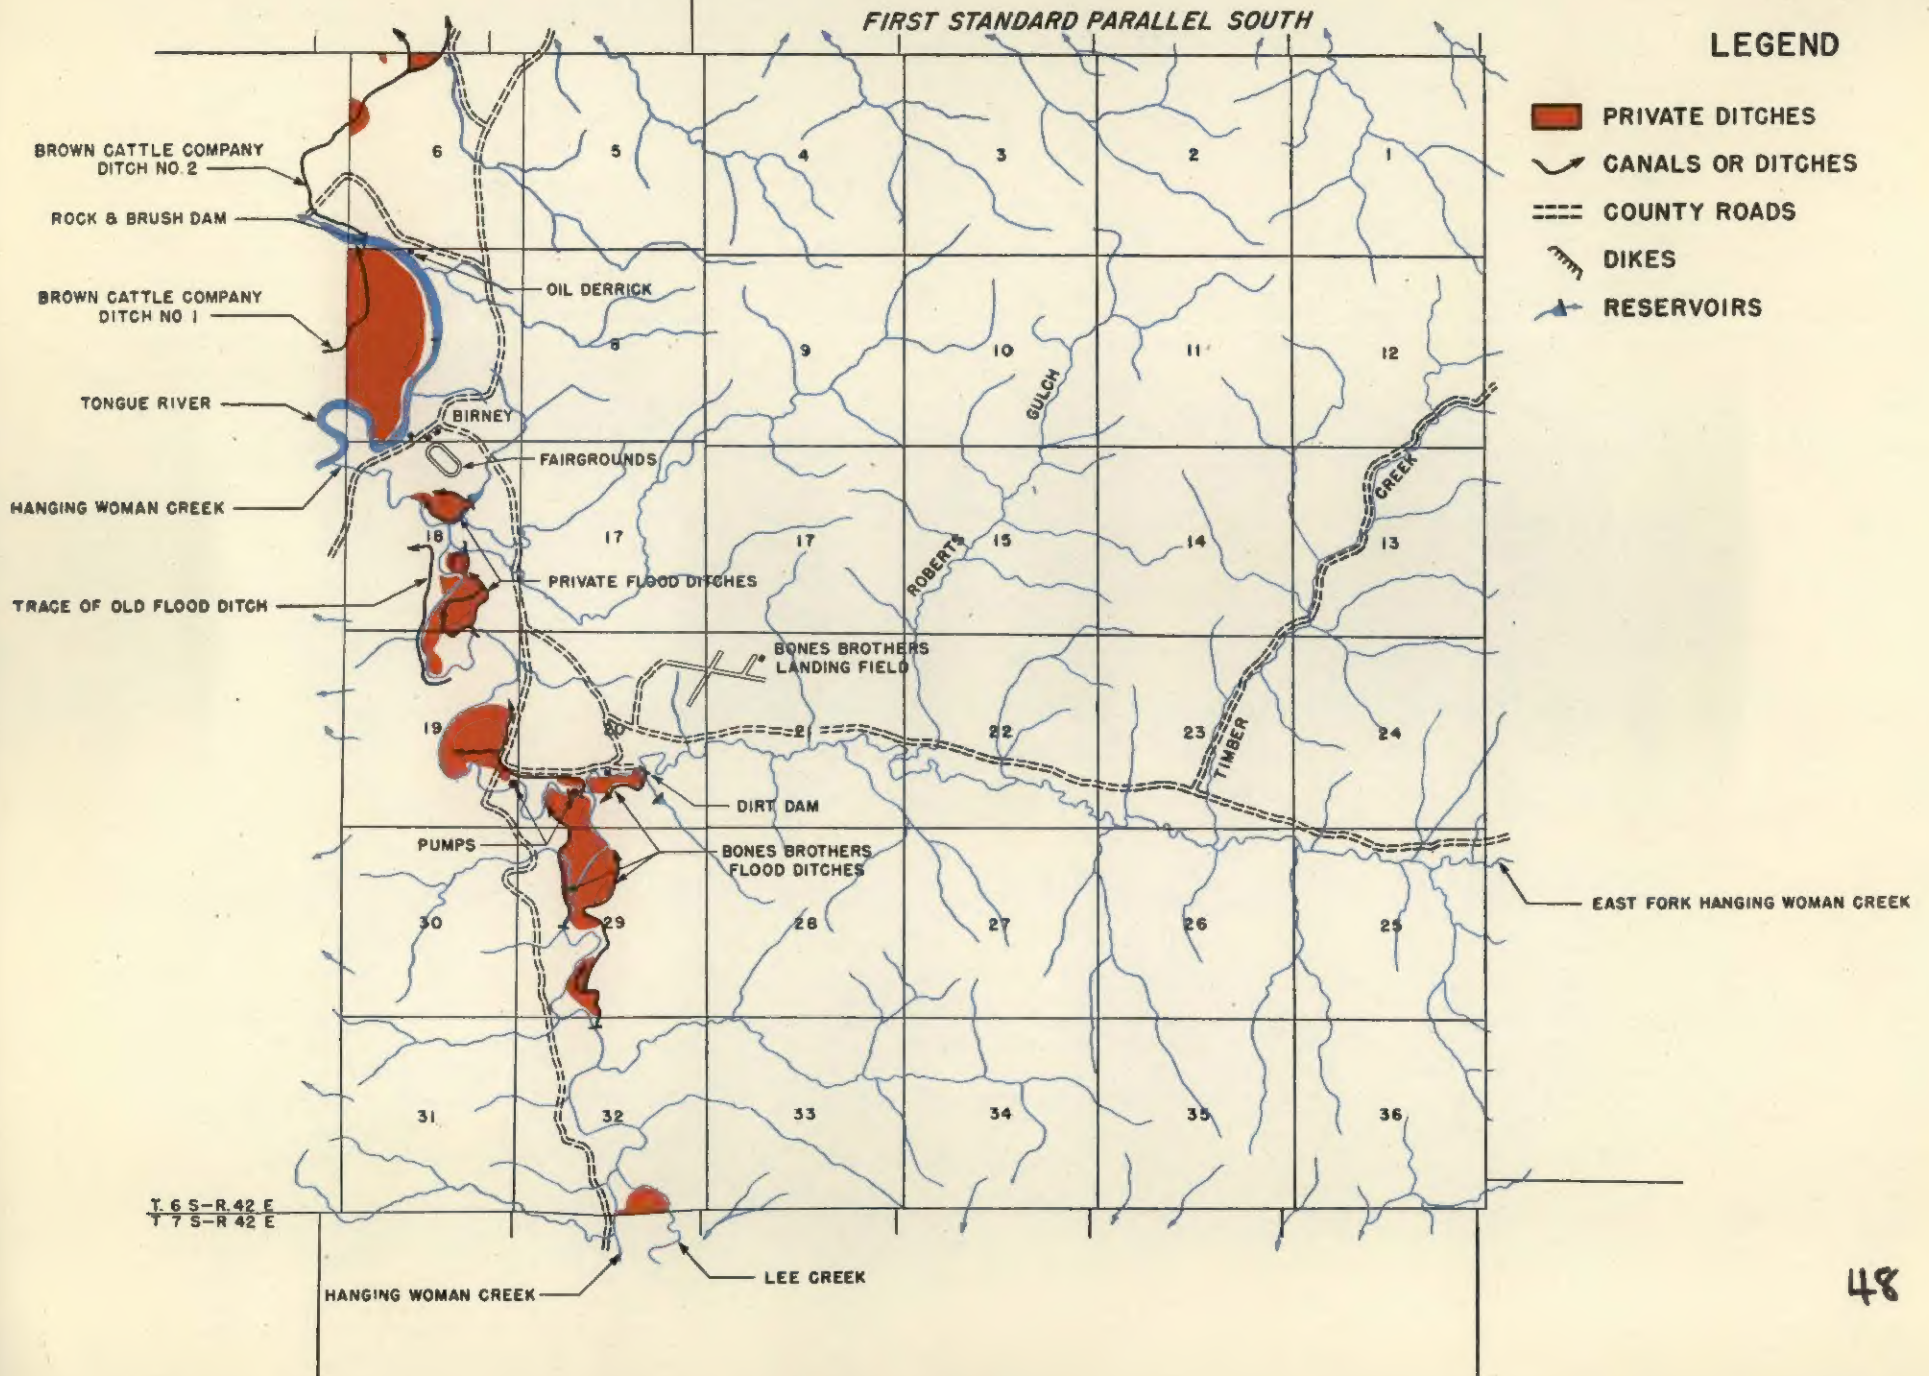 FIRST STANDARD PARALLEL SOUTH
LEGEND
PRIVATE DITCHES
CANALS OR DITCHES
COUNTY ROADS
DIKES
RESERVOIRS
BROWN CATTLE COMPANY
DITCH NO. 2
ROCK & BRUSH DAM
BROWN CATTLE COMPANY
DITCH NO 1
TONGUE RIVER
HANGING WOMAN CREEK
TRACE OF OLD FLOOD DITCH
6 5 4 3 2 1
OIL DERRICK
8 9 10 11 12
GULCH
BIRNEY
FAIRGROUNDS
CREEK
18 17 17 15 14 13
ROBERTS
PRIVATE FLOOD DITCHES
BONES BROTHERS
LANDING FIELD
19 20 21 22 23 24
TIMBER
DIRT DAM
PUMPS
BONES BROTHERS
FLOOD DITCHES
EAST FORK HANGING WOMAN CREEK
30 29 28 27 26 25
31 32 33 34 35 36
T. 6 S-R. 42 E
T 7 S-R 42 E
LEE CREEK
HANGING WOMAN CREEK
48